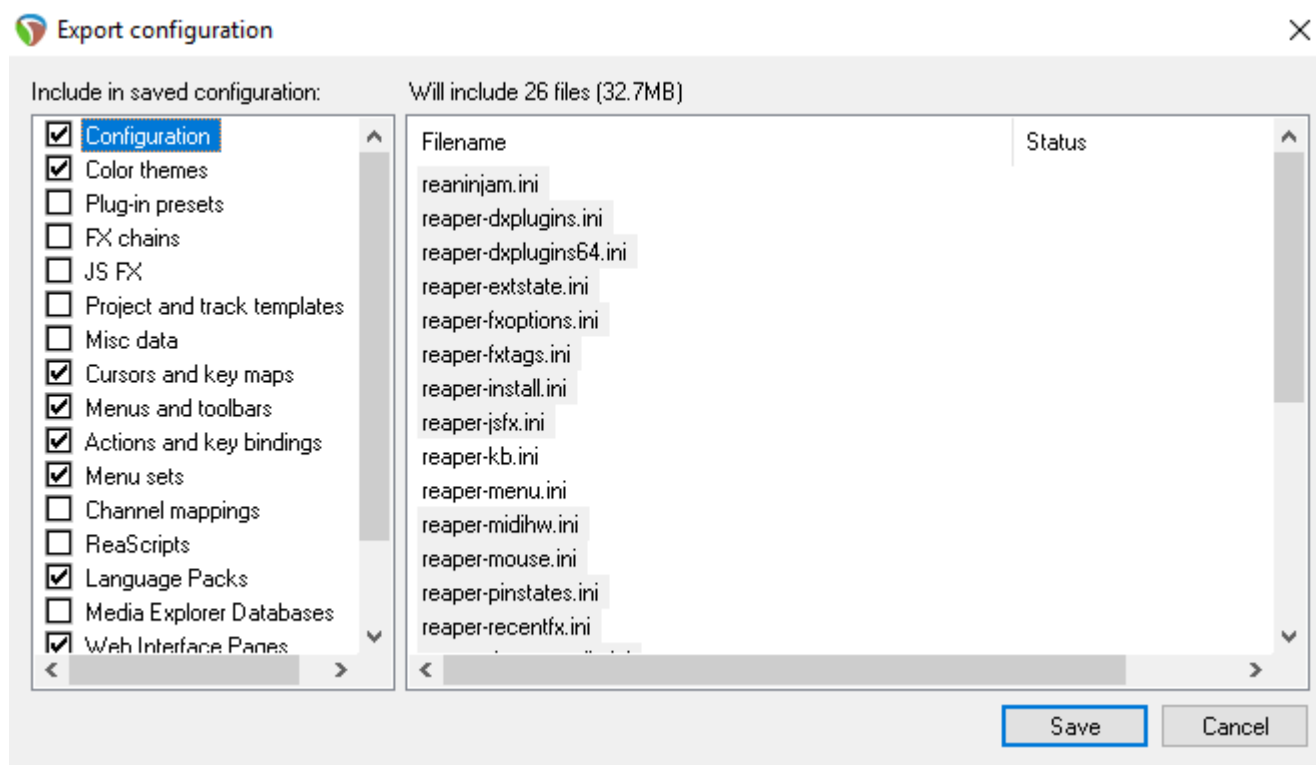 Export configuration
Include in saved configuration:
Will include 26 files (32.7MB)
Configuration
Color themes
Plug-in presets
FX chains
JS FX
Project and track templates
Misc data
Cursors and key maps
Menus and toolbars
Actions and key bindings
Menu sets
Channel mappings
ReaScripts
Language Packs
Media Explorer Databases
Web Interface Pages
Filename Status
reaninjam.ini
reaper-dxplugins.ini
reaper-dxplugins64.ini
reaper-extstate.ini
reaper-fxoptions.ini
reaper-fxtags.ini
reaper-install.ini
reaper-jsfx.ini
reaper-kb.ini
reaper-menu.ini
reaper-midihw.ini
reaper-mouse.ini
reaper-pinstates.ini
reaper-recentfx.ini
Save Cancel